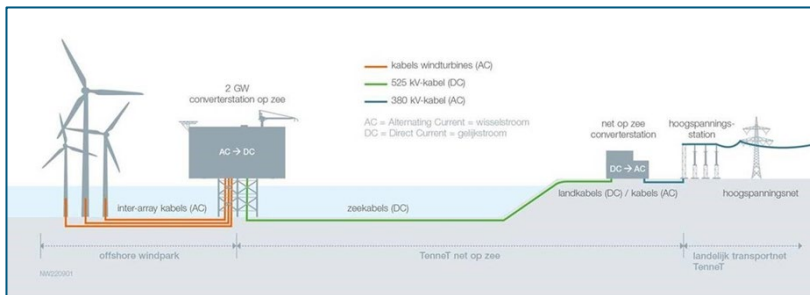 2 GW
converterstation op zee
AC → DC
kabels windturbines (AC)
525 kV-kabel (DC)
380 kV-kabel (AC)
AC = Alternating Current = wisselstroom
DC = Direct Current = gelijkstroom
net op zee
converterstation
DC → AC
hoogspannings-
station
inter-array kabels (AC)
zeekabels (DC)
landkabels (DC) / kabels (AC)
hoogspanningsnet
offshore windpark
TenneT net op zee
landelijk transportnet
TenneT
NW220901